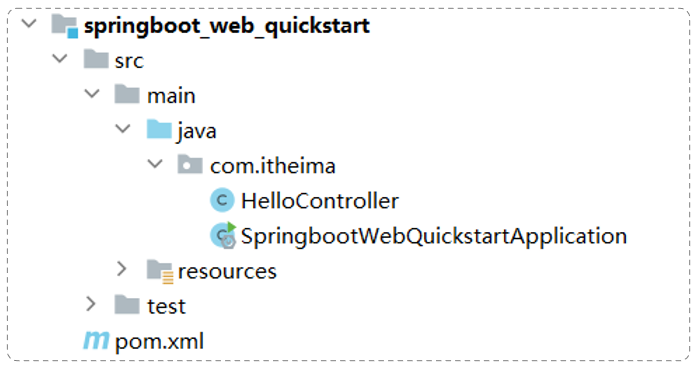 springboot_web_quickstart
src
main
java
com.itheima
HelloController
SpringbootWebQuickstartApplication
resources
test
pom.xml